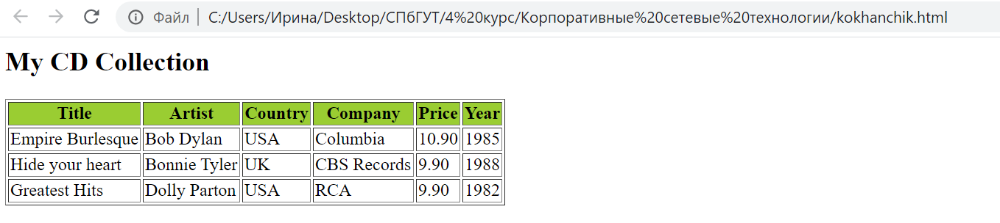 Файл | C:/Users/Ирина/Desktop/СПбГУТ/4%20курс/Корпоративные%20сетевые%20технологии/kokhanchik.html
My CD Collection
Title Artist Country Company Price Year
Empire Burlesque Bob Dylan USA Columbia 10.90 1985
Hide your heart Bonnie Tyler UK CBS Records 9.90 1988
Greatest Hits Dolly Parton USA RCA 9.90 1982